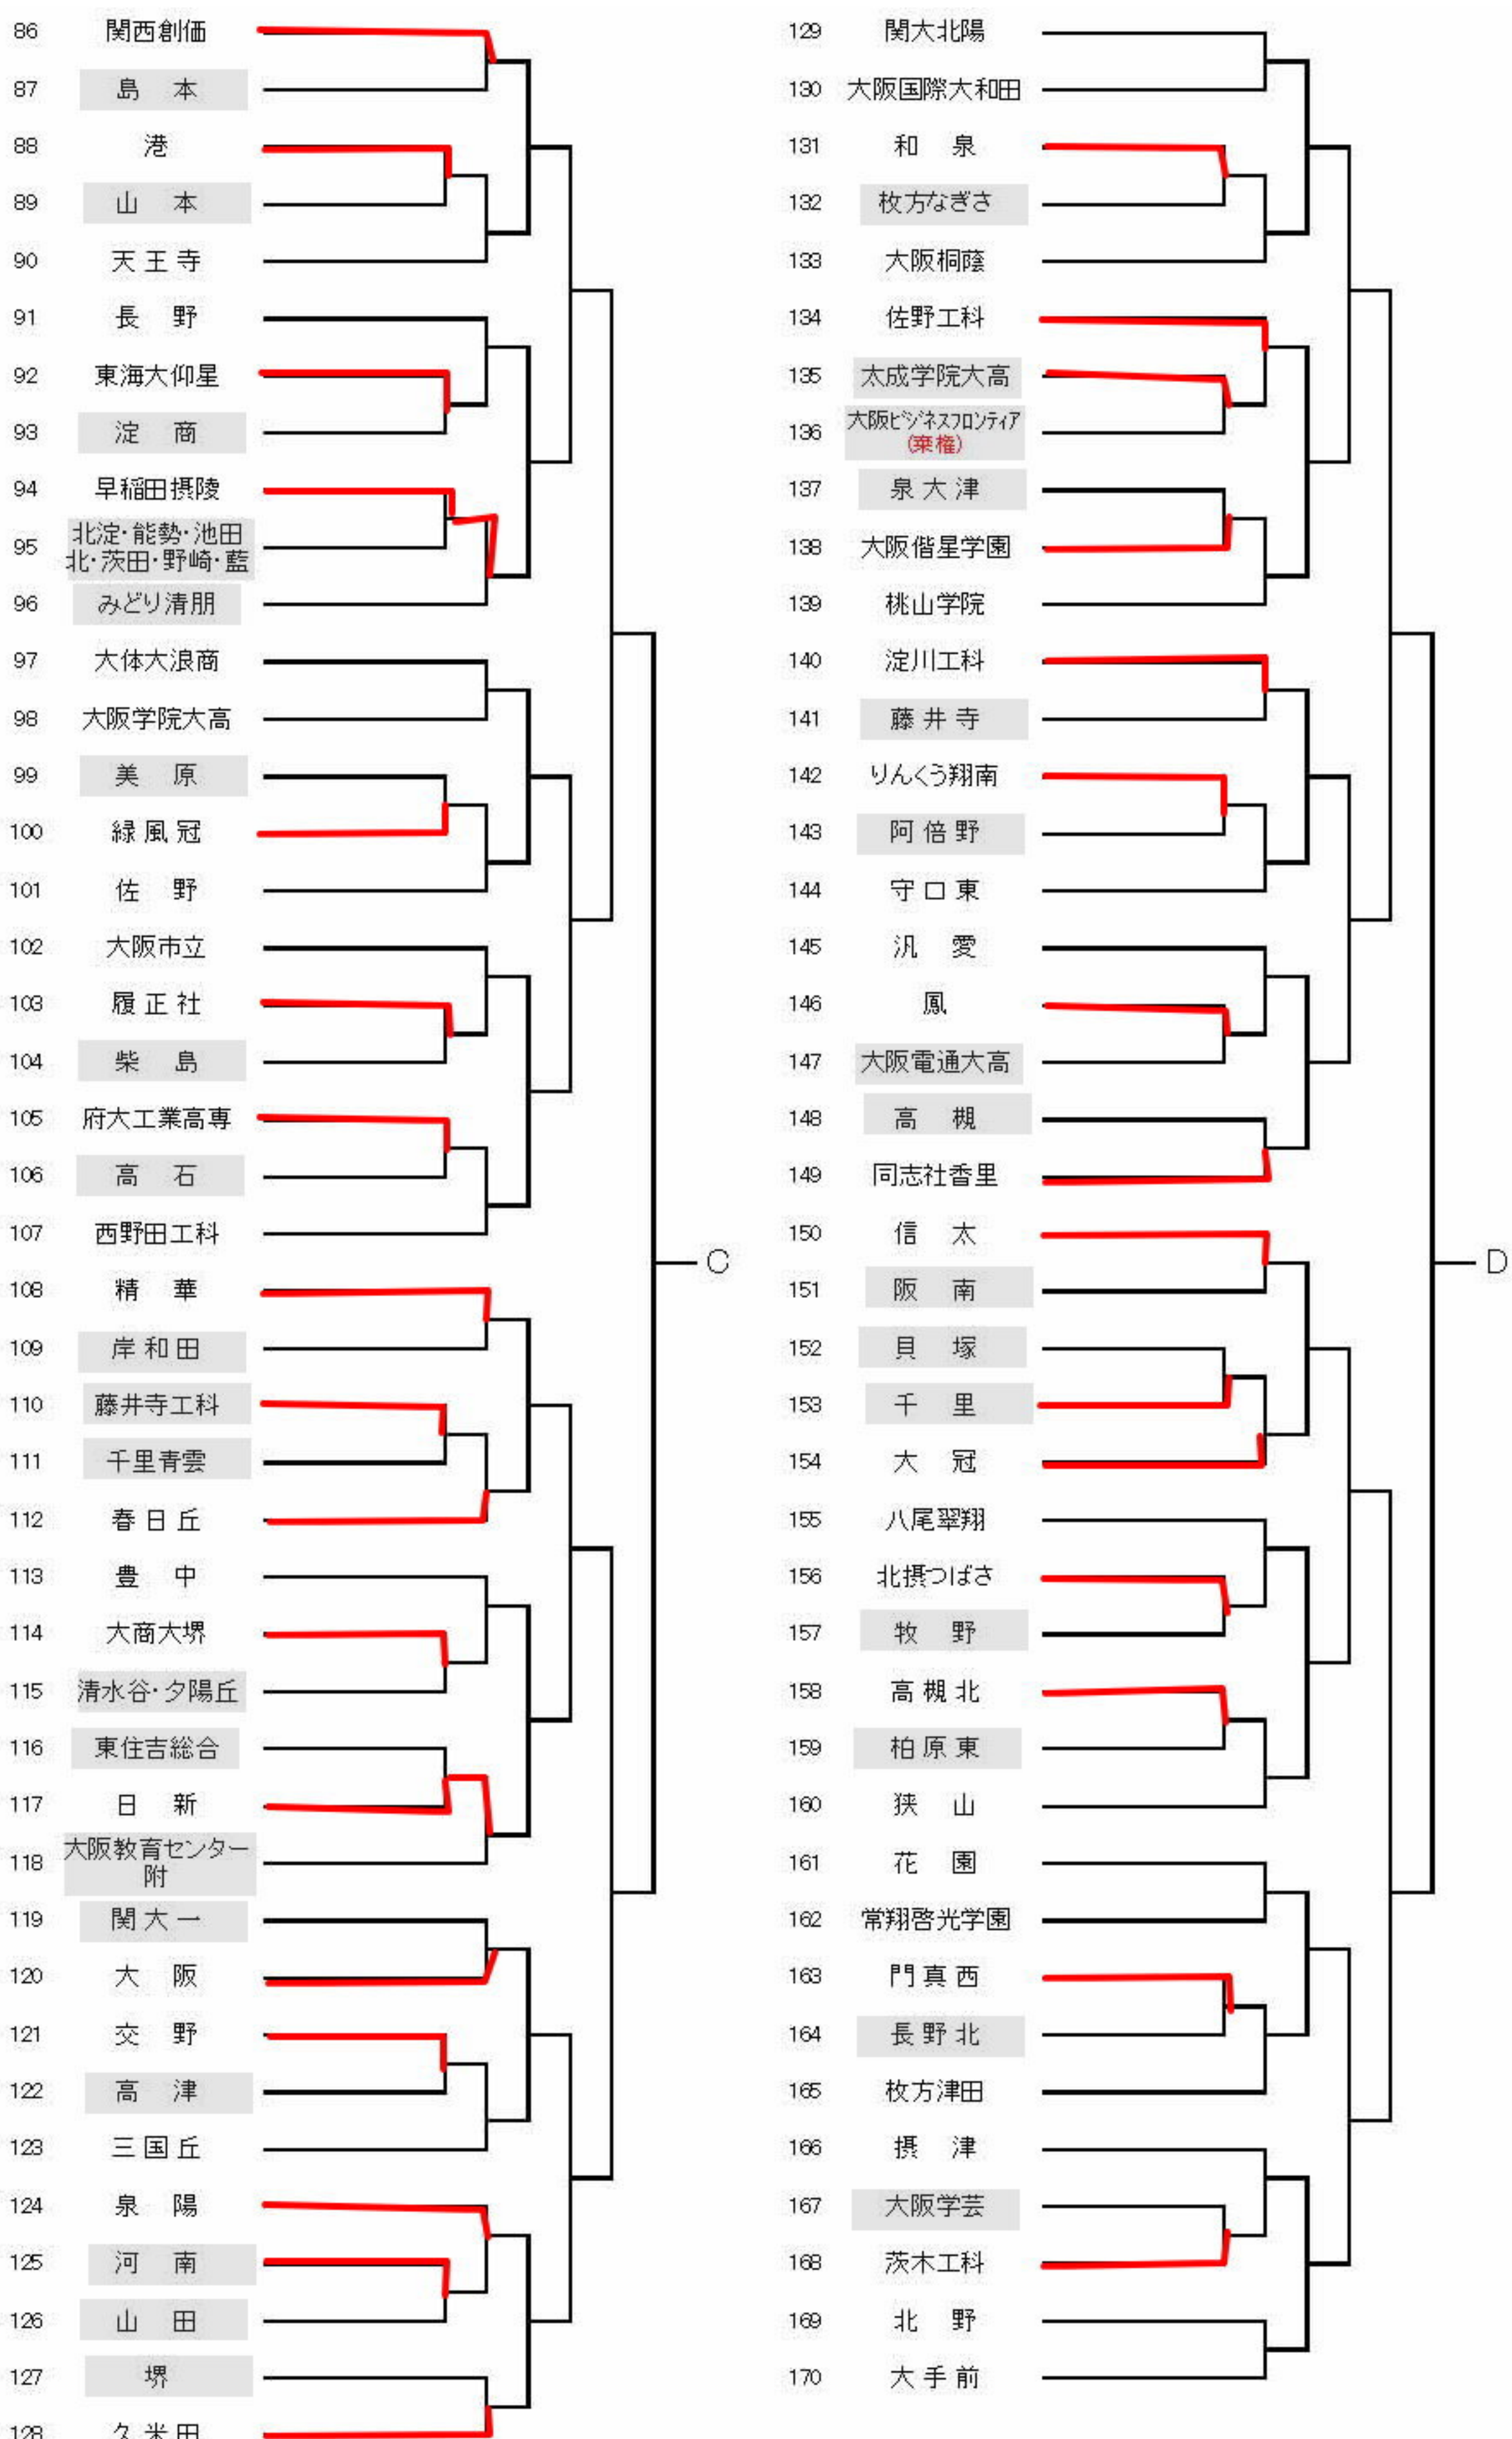 86 関西創価
87 島 本
88 港
89 山 本
90 天王寺
91 長 野
92 東海大仰星
93 淀 商
94 早稲田摂陵
95 北淀・能勢・池田
北・茨田・野崎・藍
96 みどり清朋
97 大体大浪商
98 大阪学院大高
99 美 原
100 緑風冠
101 佐 野
102 大阪市立
103 履正社
104 柴 島
105 府大工業高専
106 高 石
107 西野田工科
108 精 華
109 岸和田
110 藤井寺工科
111 千里青雲
112 春日丘
113 豊 中
114 大商大堺
115 清水谷・夕陽丘
116 東住吉総合
117 日 新
118 大阪教育センター
附
119 関大一
120 大 阪
121 交 野
122 高 津
123 三国丘
124 泉 陽
125 河 南
126 山 田
127 堺
128 久米田
C
129 関大北陽
130 大阪国際大和田
131 和 泉
132 枚方なぎさ
133 大阪桐蔭
134 佐野工科
135 太成学院大高
136 大阪ビジネスフロンティア
(棄権)
137 泉大津
138 大阪偕星学園
139 桃山学院
140 淀川工科
141 藤井寺
142 りんくう翔南
143 阿倍野
144 守口東
145 汎 愛
146 鳳
147 大阪電通大高
148 高 槻
149 同志社香里
150 信 太
151 阪 南
152 貝 塚
153 千 里
154 大 冠
155 八尾翠翔
156 北摂つばさ
157 牧 野
158 高槻北
159 柏原東
160 狭 山
161 花 園
162 常翔啓光学園
163 門真西
164 長野北
165 枚方津田
166 摂 津
167 大阪学芸
168 茨木工科
169 北 野
170 大手前
D